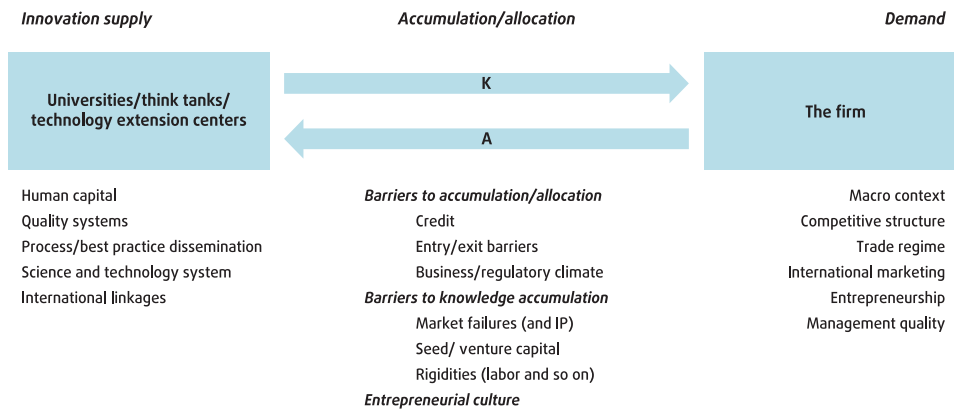 Innovation supply
Accumulation/allocation
Demand
Universities/think tanks/
technology extension centers
K
A
The firm
Human capital
Quality systems
Process/best practice dissemination
Science and technology system
International linkages
Barriers to accumulation/allocation
Credit
Entry/exit barriers
Business/regulatory climate
Barriers to knowledge accumulation
Market failures (and IP)
Seed/ venture capital
Rigidities (labor and so on)
Entrepreneurial culture
Macro context
Competitive structure
Trade regime
International marketing
Entrepreneurship
Management quality